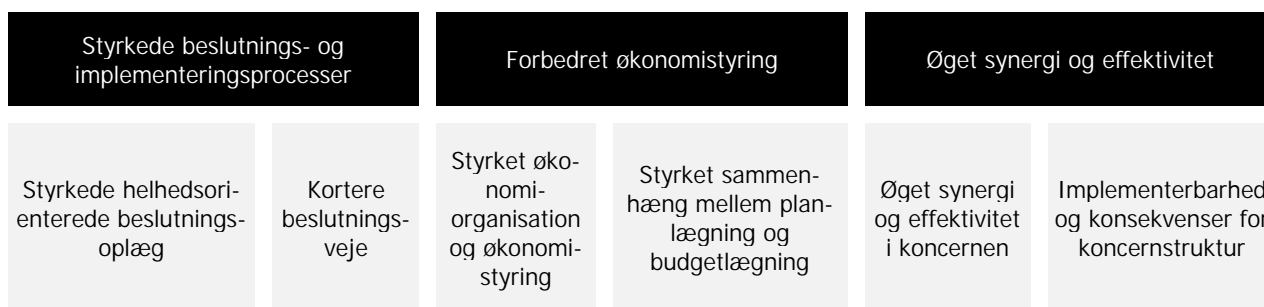 Styrkede beslutnings- og
implementeringsprocesser
Forbedret økonomistyring
Øget synergi og effektivitet
Styrkede helhedsori-
enterede beslutnings-
oplæg
Kortere
beslutnings-
veje
Styrket øko-
nomi-
organisation
og økonomi-
styring
Styrket sammen-
hæng mellem plan-
lægning og
budgetlægning
Øget synergi
og effektivitet
i koncernen
Implementerbarhed
og konsekvenser for
koncernstruktur